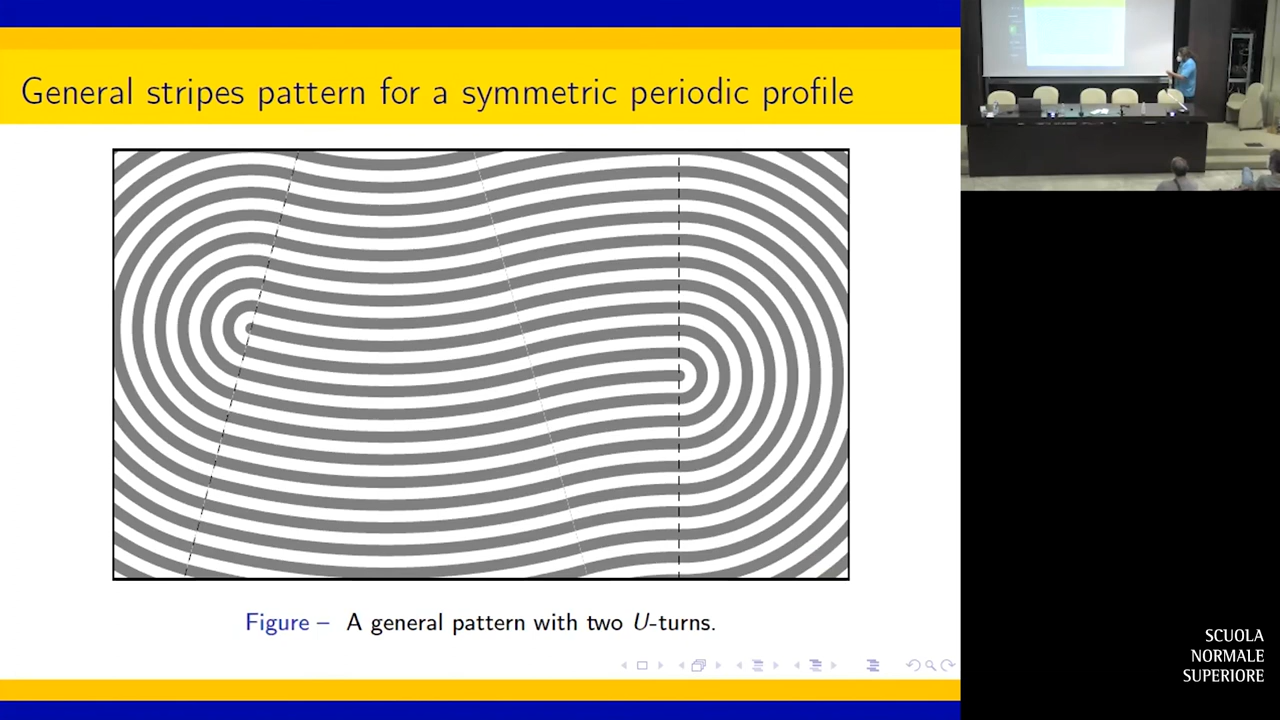 General stripes pattern for a symmetric periodic profile
Figure – A general pattern with two U-turns.
SCUOLA
NORMALE
SUPERIORE